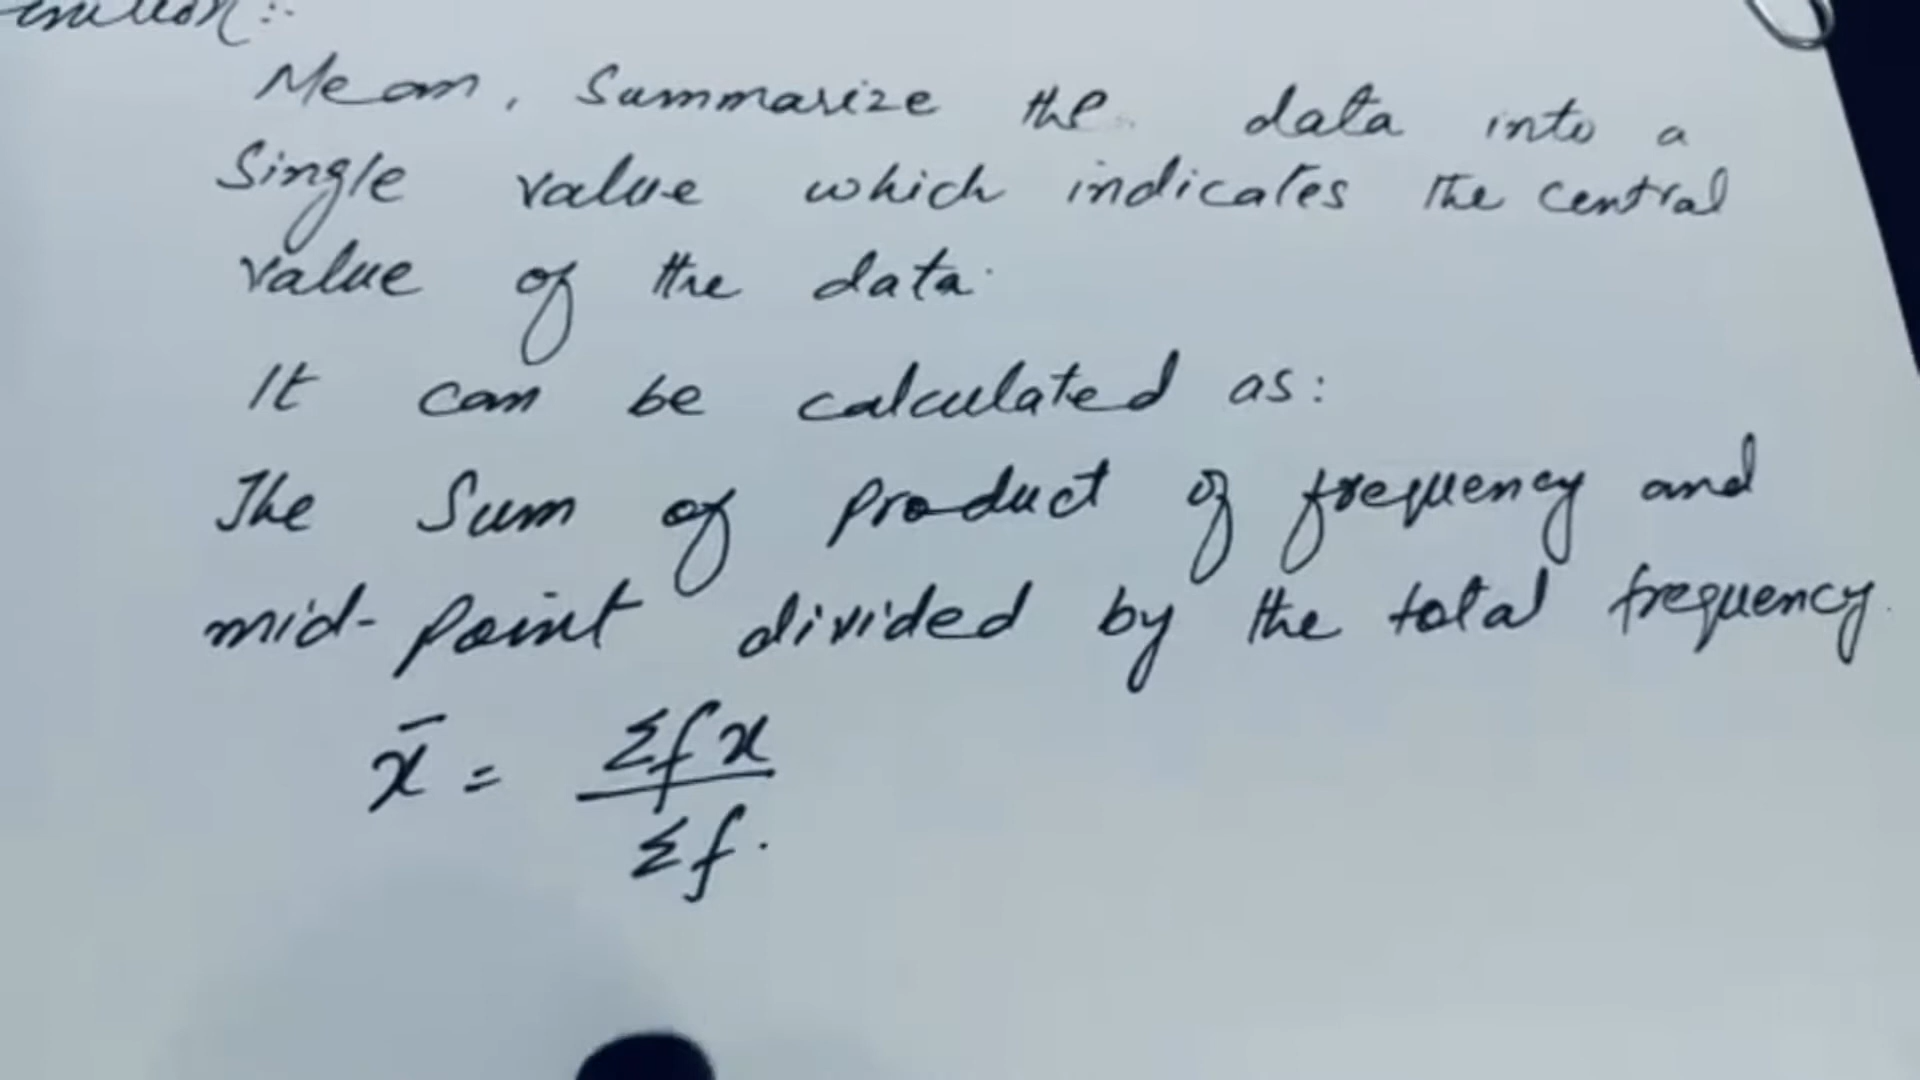 Mean, Summarize the data into a
Single value which indicates the central
value of the data.
It can be calculated as:
The Sum of product of frequency and
mid-point divided by the total frequency.
x̄ = Σfx / Σf.